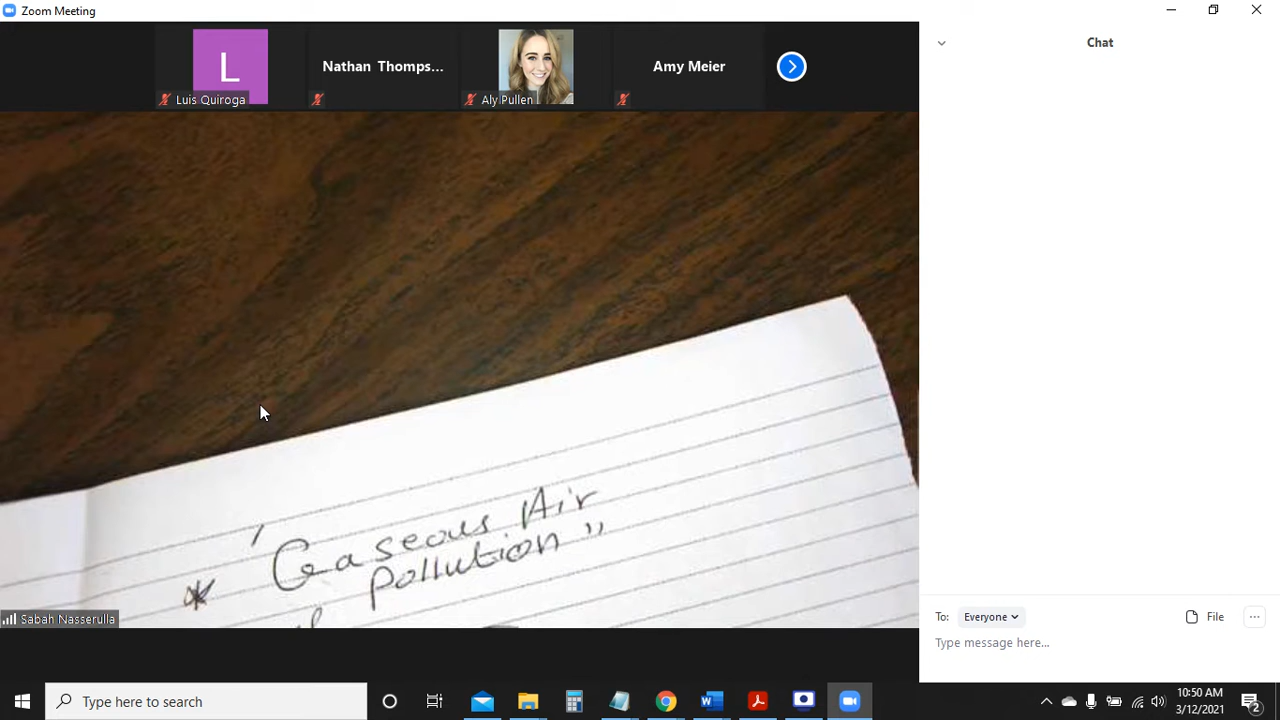 Zoom Meeting
L
Luis Quiroga
Nathan Thomps...
Aly Pullen
Amy Meier
Chat
* "Gaseous Air
Pollution"
Sabah Nasserulla
To: Everyone
File
...
Type message here...
Type here to search
10:50 AM
3/12/2021
2